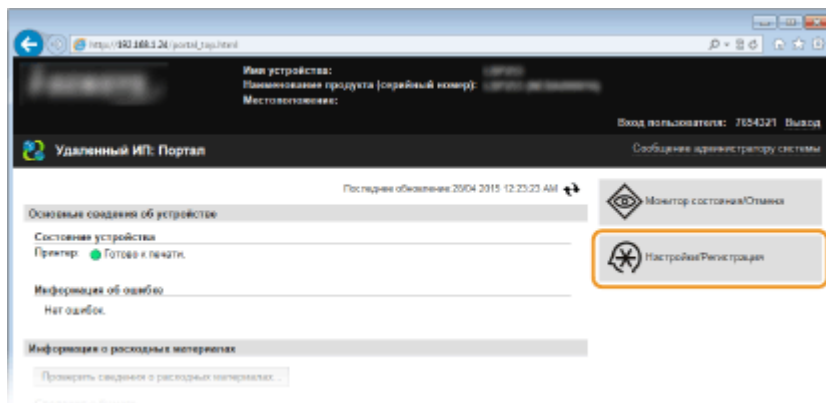 http://192.168.1.24/portal_top.html
Имя устройства:
Наименование продукта (серийный номер):
Местоположение:
Вход пользователя: 7654321 Выход
Удаленный ИП: Портал
Сообщение администратору системы
Последнее обновление:28/04 2015 12:23:23 AM
Монитор состояния/Отмена
Основные сведения об устройстве
Состояние устройства
Принтер: Готово к печати.
Настройки/Регистрация
Информация об ошибке
Нет ошибок.
Информация о расходных материалах
Проверить сведения о расходных материалах...